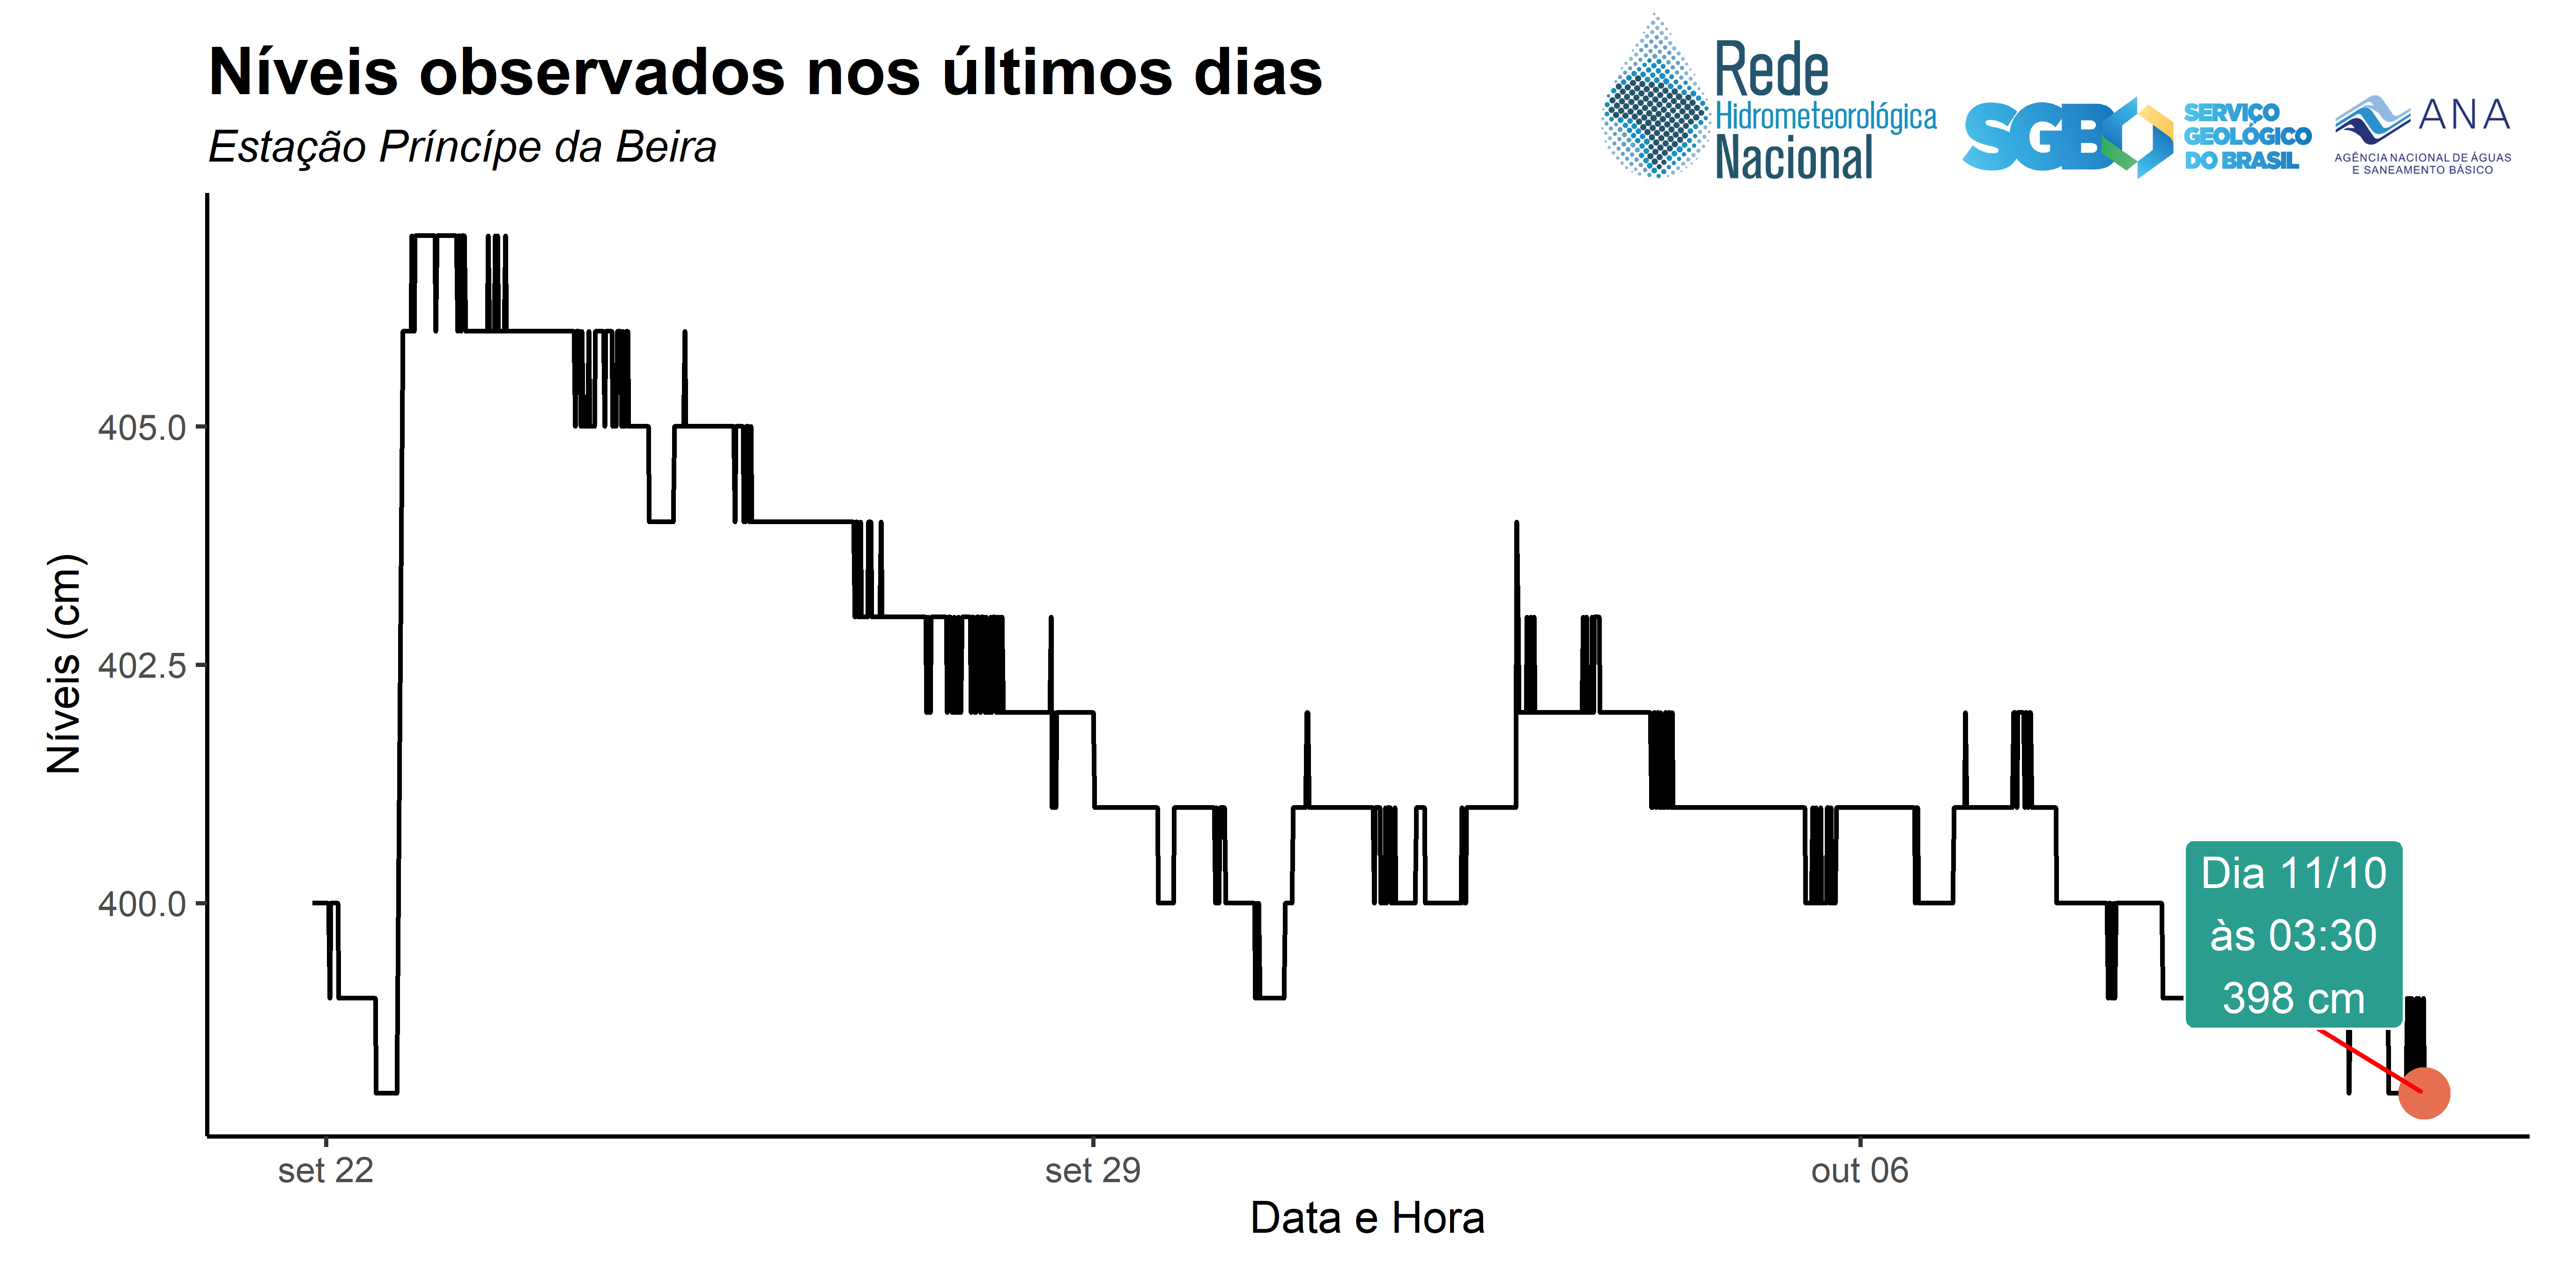 Níveis observados nos últimos dias
Estação Príncípe da Beira
Rede
Hidrometeorológica
Nacional
SGB
SERVIÇO
GEOLÓGICO
DO BRASIL
ANA
AGÊNCIA NACIONAL DE ÁGUAS
E SANEAMENTO BÁSICO
Níveis (cm)
405.0
402.5
400.0
Dia 11/10
às 03:30
398 cm
set 22
set 29
out 06
Data e Hora